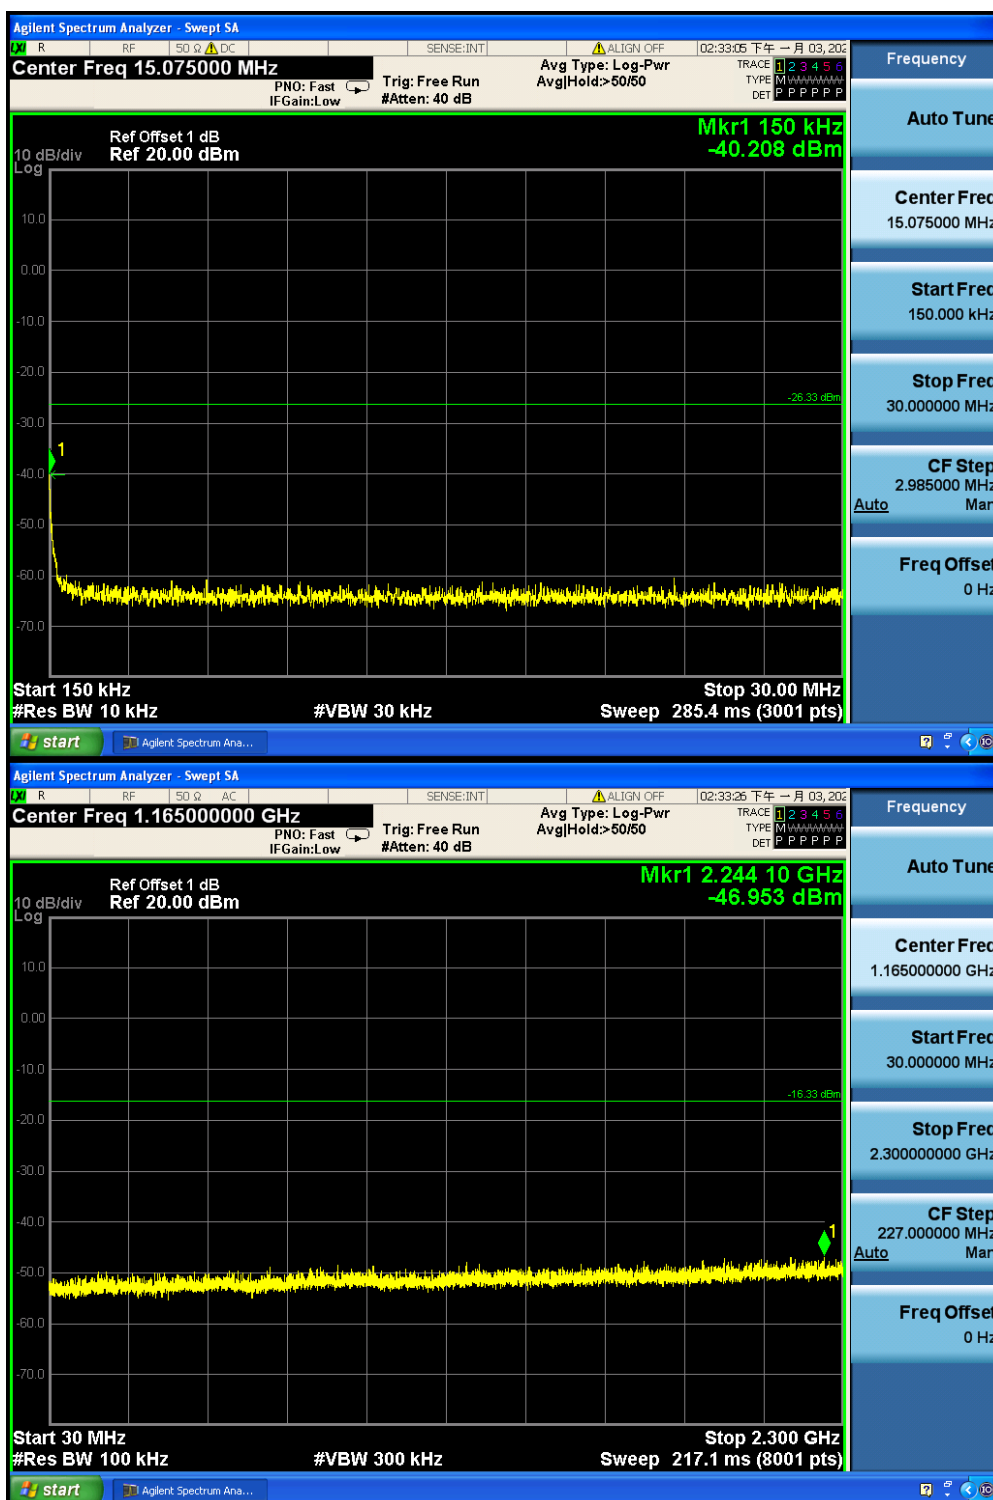 Agilent Spectrum Analyzer - Swept SA
LXI R RF 50 Ω DC SENSE:INT ALIGN OFF 02:33:05 下午 一月 03, 202
Center Freq 15.075000 MHz
PNO: Fast
IFGain:Low
Trig: Free Run
#Atten: 40 dB
Avg Type: Log-Pwr
Avg|Hold:>50/50
TRACE 1 2 3 4 5 6
TYPE M
DET P P P P P P
Frequency
Mkr1 150 kHz
-40.208 dBm
Ref Offset 1 dB
10 dB/div Ref 20.00 dBm
Log
10.0
0.00
-10.0
-20.0
-26.33 dBm
-30.0
1
-40.0
-50.0
-60.0
-70.0
Start 150 kHz Stop 30.00 MHz
#Res BW 10 kHz #VBW 30 kHz Sweep 285.4 ms (3001 pts)
Auto Tune
Center Freq
15.075000 MHz
Start Freq
150.000 kHz
Stop Freq
30.000000 MHz
CF Step
2.985000 MHz
Auto Man
Freq Offset
0 Hz
start Agilent Spectrum Ana...
Agilent Spectrum Analyzer - Swept SA
LXI R RF 50 Ω AC SENSE:INT ALIGN OFF 02:33:26 下午 一月 03, 202
Center Freq 1.165000000 GHz
PNO: Fast
IFGain:Low
Trig: Free Run
#Atten: 40 dB
Avg Type: Log-Pwr
Avg|Hold:>50/50
TRACE 1 2 3 4 5 6
TYPE M
DET P P P P P P
Frequency
Mkr1 2.244 10 GHz
-46.953 dBm
Ref Offset 1 dB
10 dB/div Ref 20.00 dBm
Log
10.0
0.00
-10.0
-16.33 dBm
-20.0
-30.0
-40.0
1
-50.0
-60.0
-70.0
Start 30 MHz Stop 2.300 GHz
#Res BW 100 kHz #VBW 300 kHz Sweep 217.1 ms (8001 pts)
Auto Tune
Center Freq
1.165000000 GHz
Start Freq
30.000000 MHz
Stop Freq
2.300000000 GHz
CF Step
227.000000 MHz
Auto Man
Freq Offset
0 Hz
start Agilent Spectrum Ana...